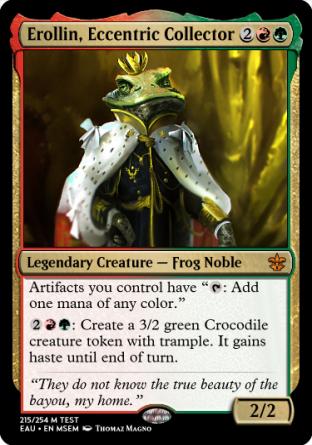 Erollin, Eccentric Collector 2
Legendary Creature — Frog Noble
Artifacts you control have “: Add
one mana of any color.”
2 : Create a 3/2 green Crocodile
creature token with trample. It gains
haste until end of turn.
“They do not know the true beauty of the
bayou, my home.”
2/2
215/254 M TEST
EAU • EN MSEM Thomaz Magno